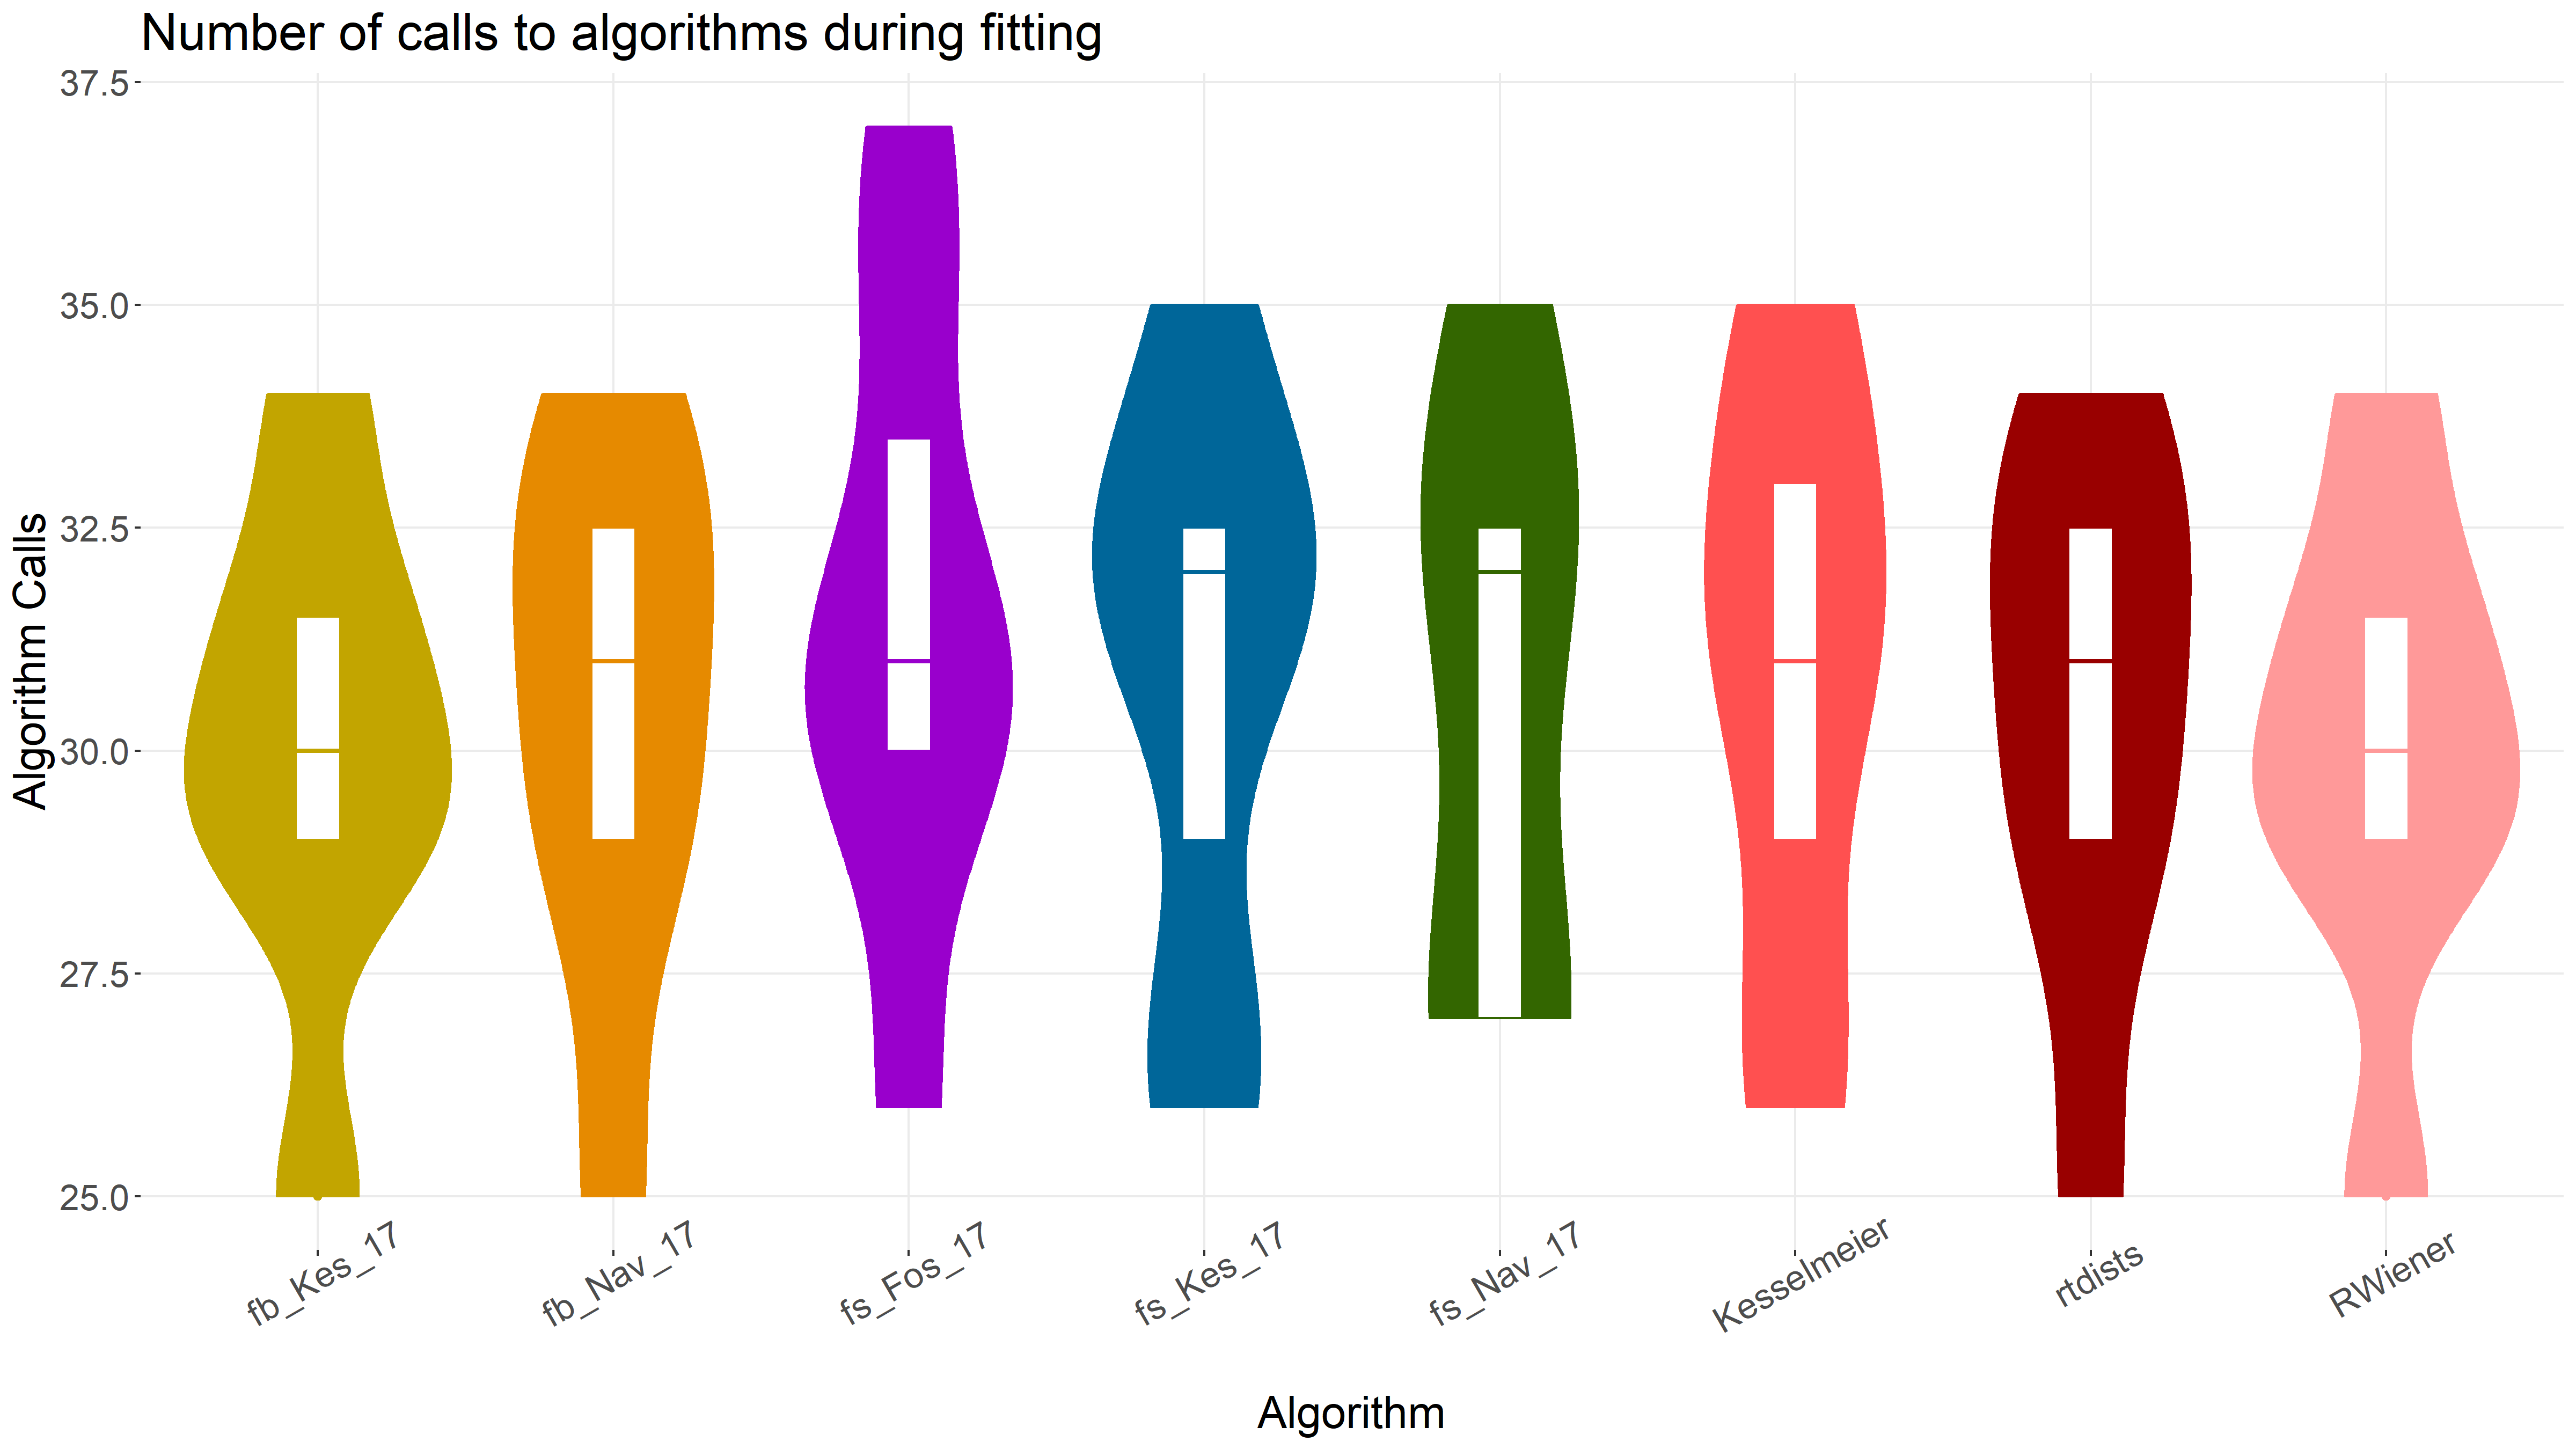 Number of calls to algorithms during fitting
37.5
35.0
32.5
30.0
27.5
25.0
Algorithm Calls
fb_Kes_17
fb_Nav_17
fs_Fos_17
fs_Kes_17
fs_Nav_17
Kesselmeier
rtdists
RWiener
Algorithm